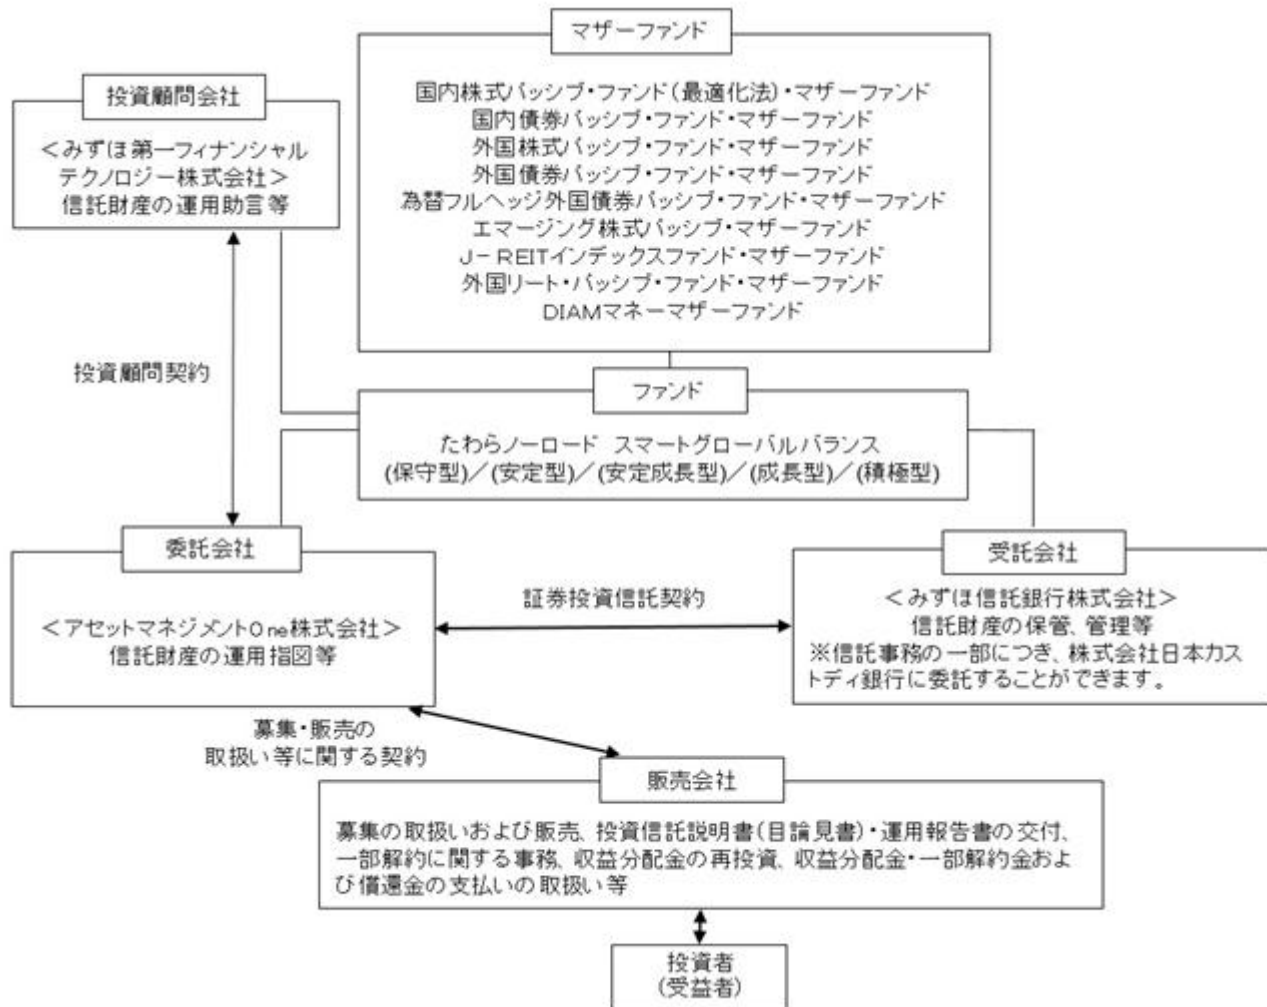 マザーファンド
国内株式パッシブ・ファンド(最適化法)・マザーファンド
国内債券パッシブ・ファンド・マザーファンド
外国株式パッシブ・ファンド・マザーファンド
外国債券パッシブ・ファンド・マザーファンド
為替フルヘッジ外国債券パッシブ・ファンド・マザーファンド
エマージング株式パッシブ・マザーファンド
J-REITインデックスファンド・マザーファンド
外国リート・パッシブ・ファンド・マザーファンド
DIAMマネーマザーファンド
投資顧問会社
<みずほ第一フィナンシャル
テクノロジー株式会社>
信託財産の運用助言等
投資顧問契約
ファンド
たわらノーロード スマートグローバルバランス
(保守型)/(安定型)/(安定成長型)/(成長型)/(積極型)
委託会社
<アセットマネジメントOne株式会社>
信託財産の運用指図等
証券投資信託契約
受託会社
<みずほ信託銀行株式会社>
信託財産の保管、管理等
※信託事務の一部につき、株式会社日本カス
トディ銀行に委託することができます。
募集・販売の
取扱い等に関する契約
販売会社
募集の取扱いおよび販売、投資信託説明書(目論見書)・運用報告書の交付、
一部解約に関する事務、収益分配金の再投資、収益分配金・一部解約金およ
び償還金の支払いの取扱い等
投資者
(受益者)